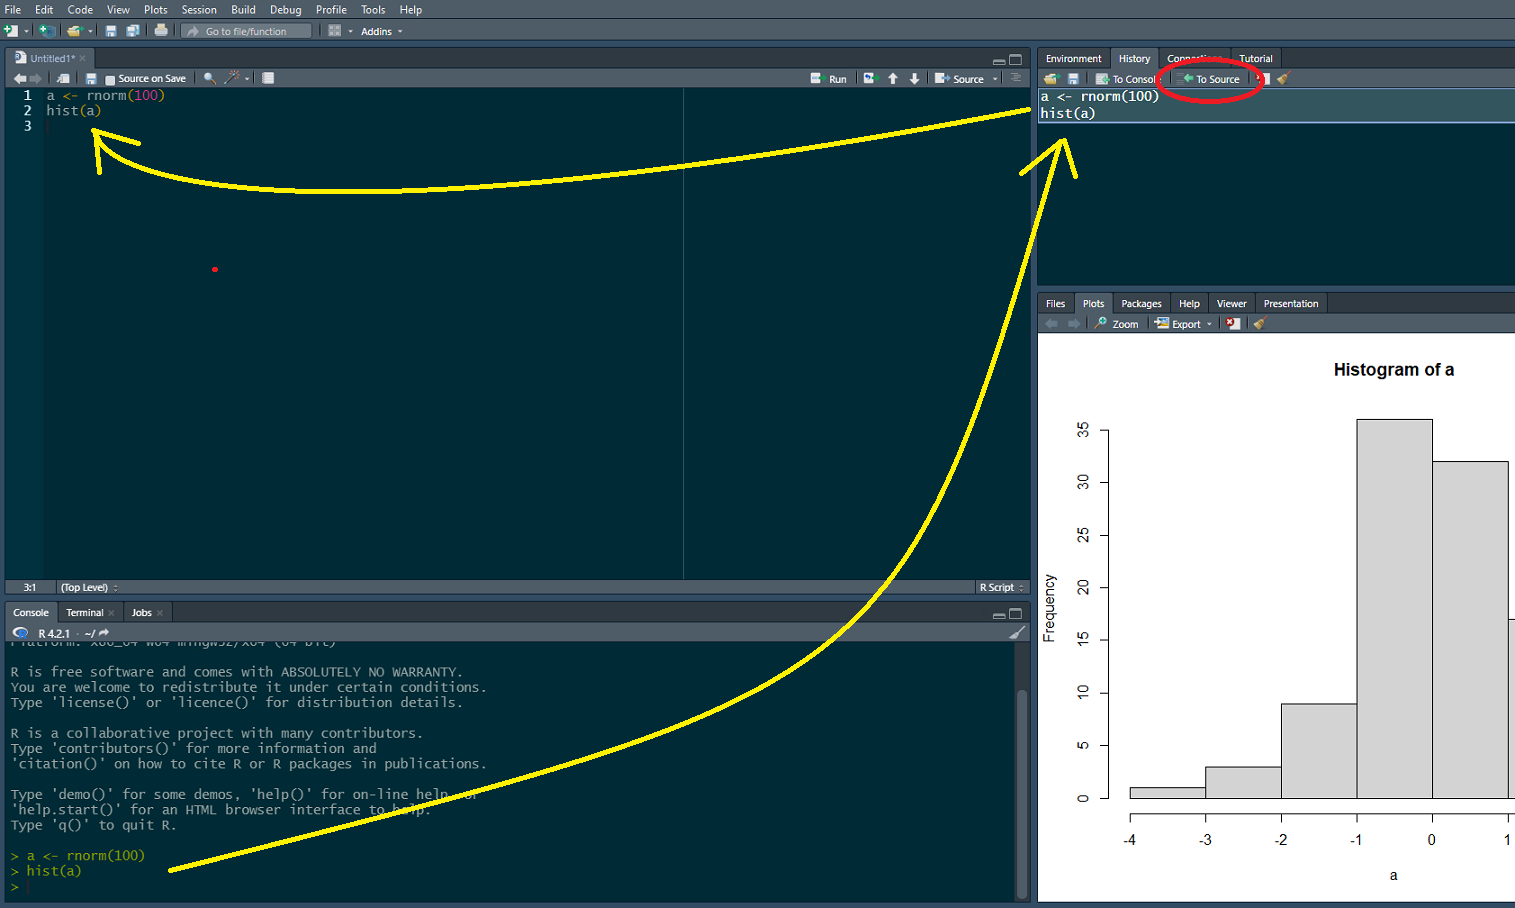 File Edit Code View Plots Session Build Debug Profile Tools Help
Go to file/function Addins
Untitled1*
Source on Save Run Source
1 a <- rnorm(100)
2 hist(a)
3
3:1 (Top Level) R Script
Console Terminal Jobs
R 4.2.1 · ~/
Platform: x86_64-w64-mingw32/x64 (64-bit)
R is free software and comes with ABSOLUTELY NO WARRANTY.
You are welcome to redistribute it under certain conditions.
Type 'license()' or 'licence()' for distribution details.
R is a collaborative project with many contributors.
Type 'contributors()' for more information and
'citation()' on how to cite R or R packages in publications.
Type 'demo()' for some demos, 'help()' for on-line help, or
'help.start()' for an HTML browser interface to help.
Type 'q()' to quit R.
> a <- rnorm(100)
> hist(a)
>
Environment History Connections Tutorial
To Console To Source
a <- rnorm(100)
hist(a)
Files Plots Packages Help Viewer Presentation
Zoom Export
Histogram of a
Frequency
35
30
25
20
15
10
5
0
-4 -3 -2 -1 0 1
a